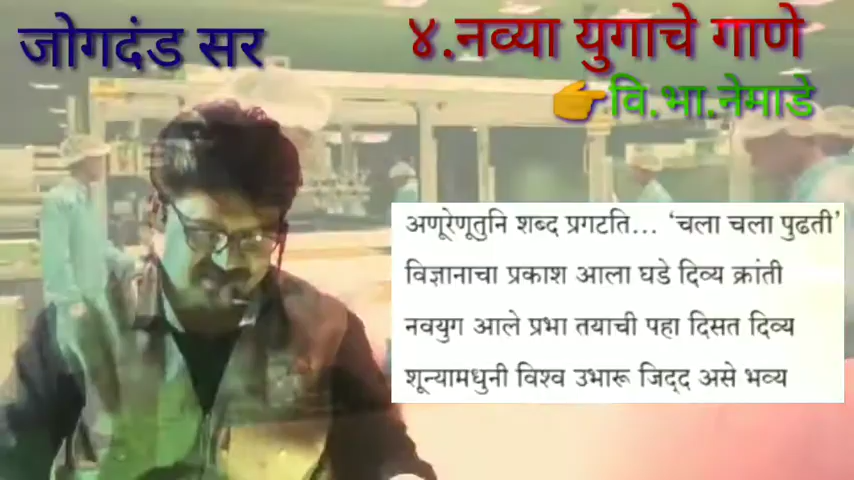 जोगदंड सर
४.नव्या युगाचे गाणे
👉वि.भा.नेमाडे
अणूरेणूतुनि शब्द प्रगटति... ‘चला चला पुढती’
विज्ञानाचा प्रकाश आला घडे दिव्य क्रांती
नवयुग आले प्रभा तयाची पहा दिसत दिव्य
शून्यामधुनी विश्व उभारू जिद्द असे भव्य